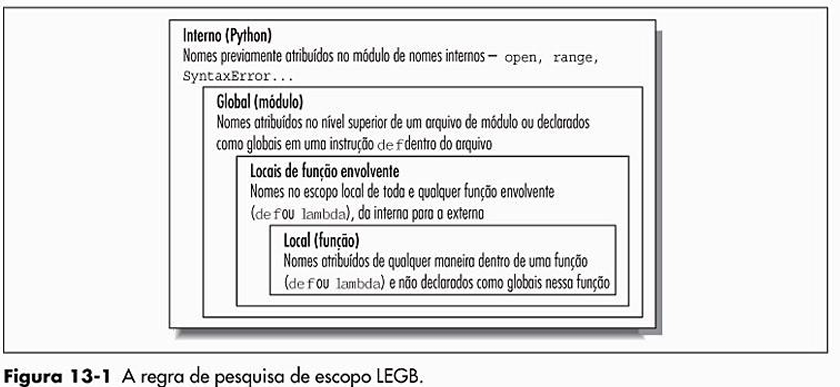 Interno (Python)
Nomes previamente atribuídos no módulo de nomes internos – open, range,
SyntaxError...
Global (módulo)
Nomes atribuídos no nível superior de um arquivo de módulo ou declarados
como globais em uma instrução def dentro do arquivo
Locais de função envolvente
Nomes no escopo local de toda e qualquer função envolvente
(def ou lambda), da interna para a externa
Local (função)
Nomes atribuídos de qualquer maneira dentro de uma função
(def ou lambda) e não declarados como globais nessa função
Figura 13-1 A regra de pesquisa de escopo LEGB.